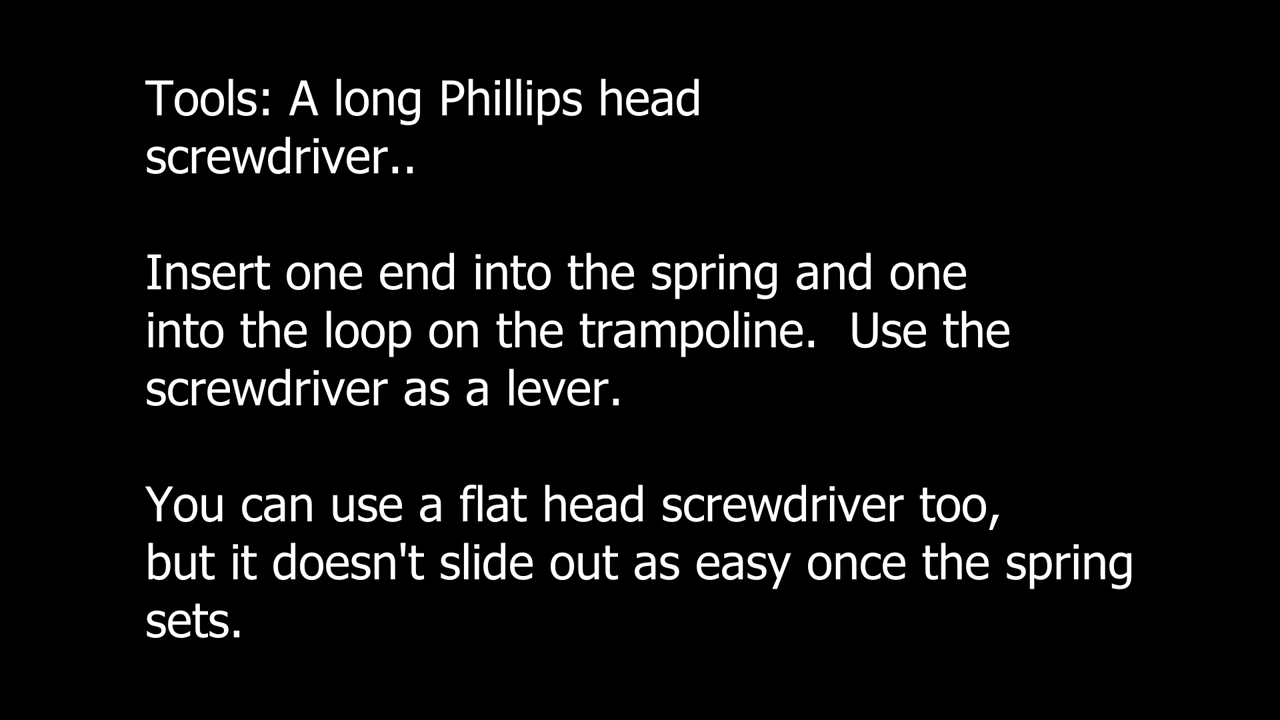 Tools: A long Phillips head
screwdriver..
Insert one end into the spring and one
into the loop on the trampoline.  Use the
screwdriver as a lever.
You can use a flat head screwdriver too,
but it doesn't slide out as easy once the spring
sets.